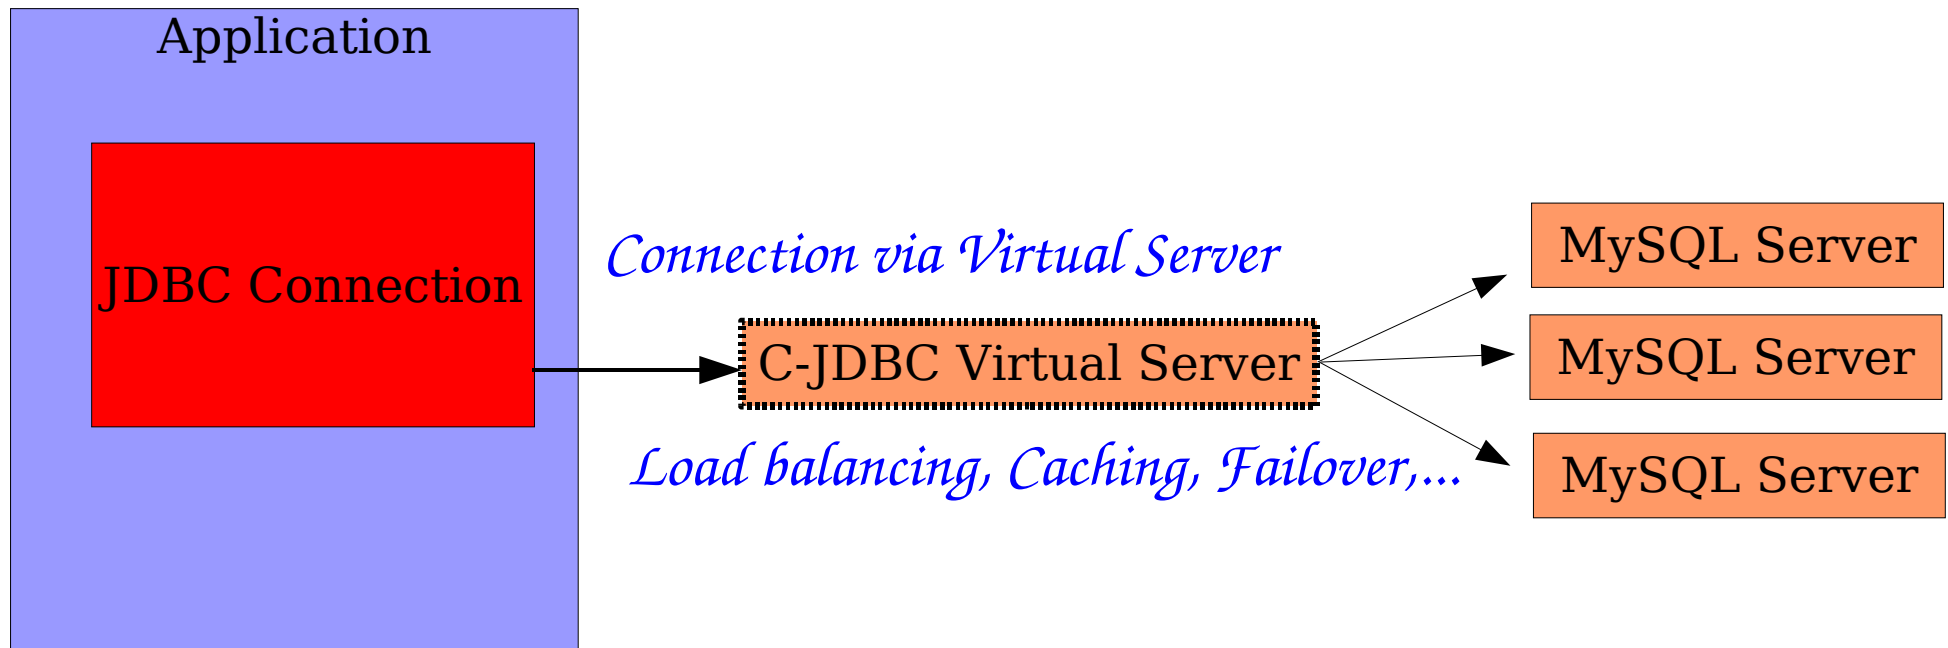 Application
JDBC Connection
Connection via Virtual Server
C-JDBC Virtual Server
Load balancing, Caching, Failover,...
MySQL Server
MySQL Server
MySQL Server